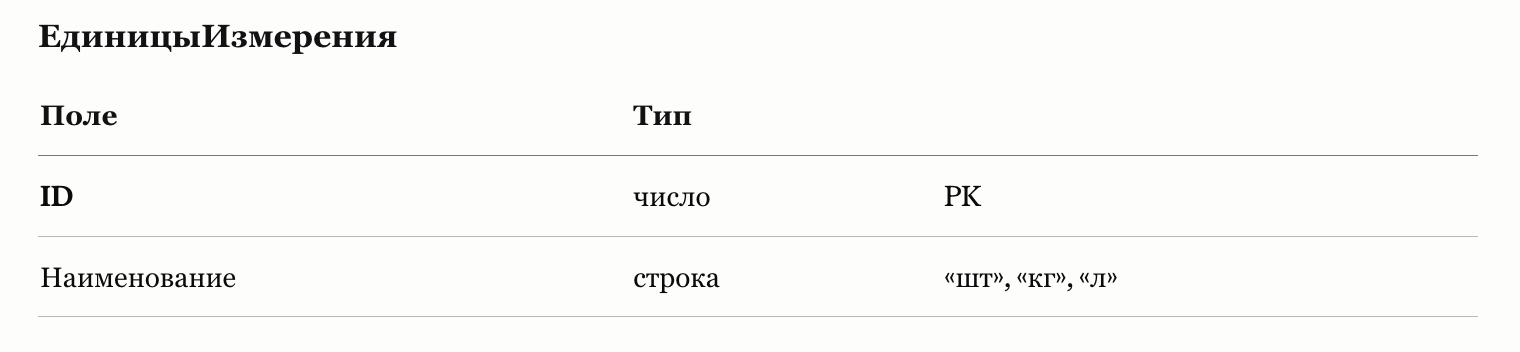 ЕдиницыИзмерения
Поле Тип
ID число PK
Наименование строка «шт», «кг», «л»